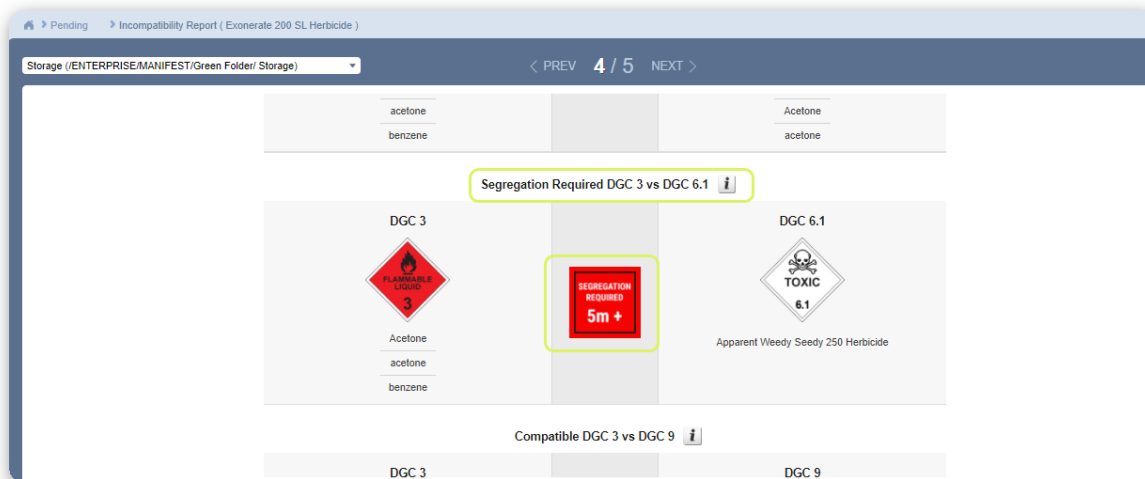 Pending
Incompatibility Report ( Exonerate 200 SL Herbicide )
Storage (/ENTERPRISE/MANIFEST/Green Folder/ Storage)
< PREV 4 / 5 NEXT >
acetone
Acetone
benzene
acetone
Segregation Required DGC 3 vs DGC 6.1 i
DGC 3
DGC 6.1
FLAMMABLE
LIQUID
3
SEGREGATION
REQUIRED
5m +
TOXIC
6.1
Acetone
Apparent Weedy Seedy 250 Herbicide
acetone
benzene
Compatible DGC 3 vs DGC 9 i
DGC 3
DGC 9